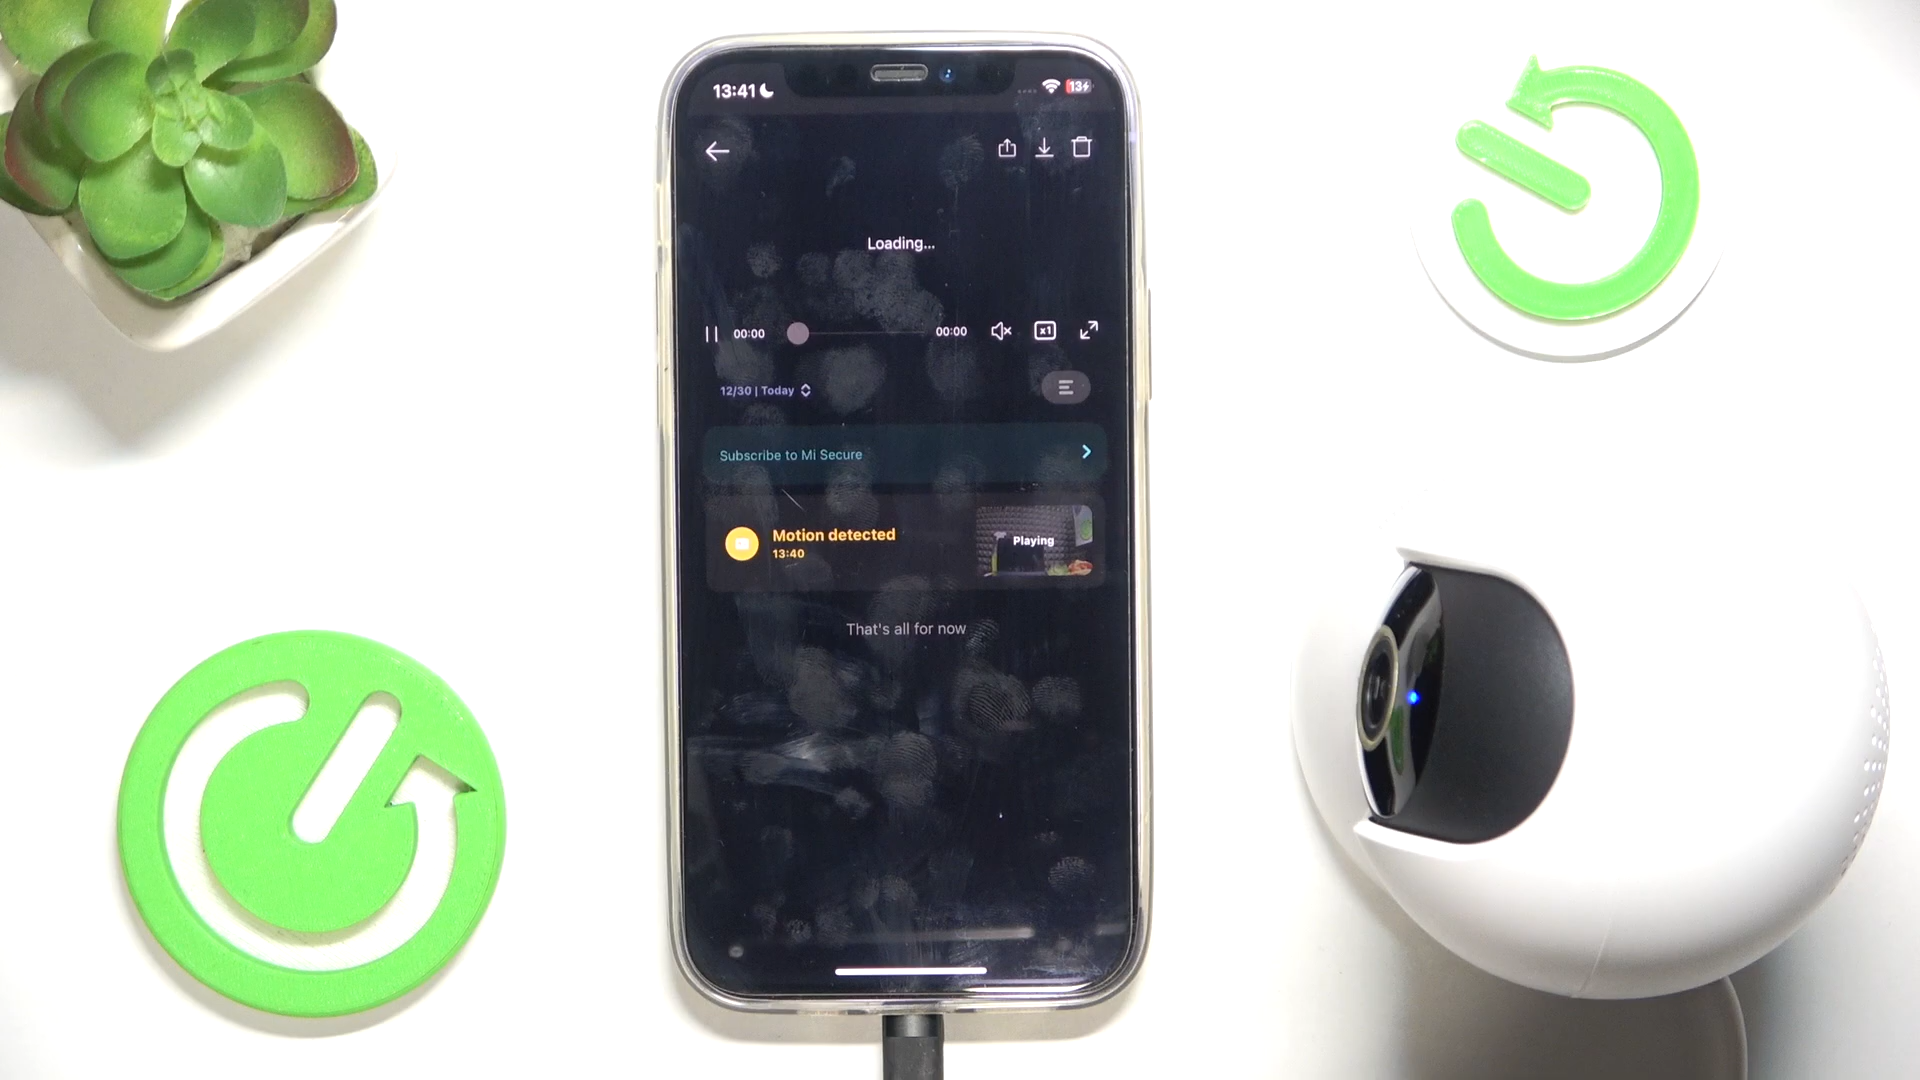 13:41
13
Loading...
00:00
00:00
x1
12/30 | Today
Subscribe to Mi Secure
Motion detected
13:40
Playing
That's all for now